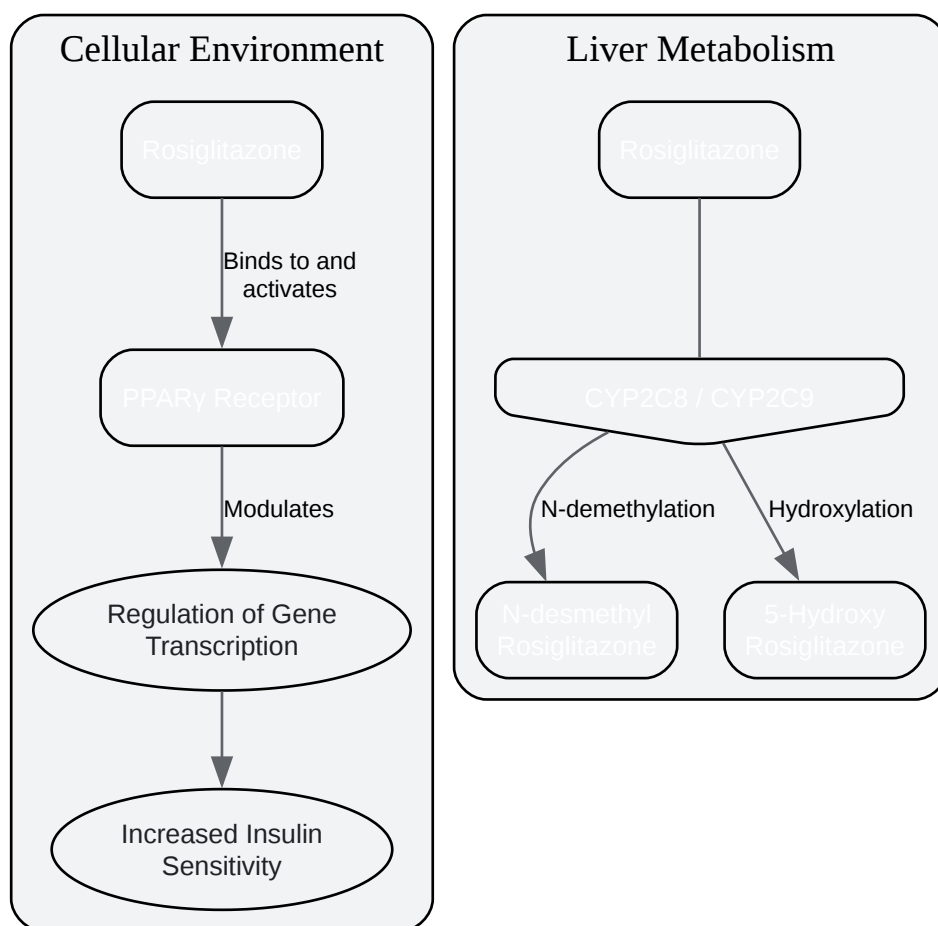 Cellular Environment
Rosiglitazone
Binds to and
activates
PPARγ Receptor
Modulates
Regulation of Gene
Transcription
Increased Insulin
Sensitivity
Liver Metabolism
Rosiglitazone
CYP2C8 / CYP2C9
N-demethylation
Hydroxylation
N-desmethyl
Rosiglitazone
5-Hydroxy
Rosiglitazone